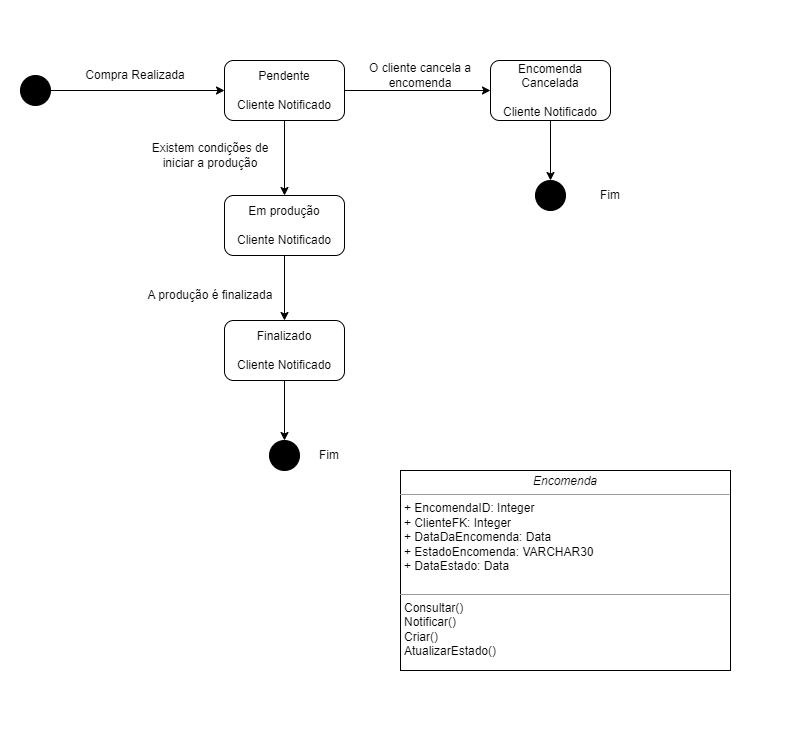 Compra Realizada
Pendente
Cliente Notificado
O cliente cancela a
encomenda
Encomenda
Cancelada
Cliente Notificado
Existem condições de
iniciar a produção
Fim
Em produção
Cliente Notificado
A produção é finalizada
Finalizado
Cliente Notificado
Fim
Encomenda
+ EncomendaID: Integer
+ ClienteFK: Integer
+ DataDaEncomenda: Data
+ EstadoEncomenda: VARCHAR30
+ DataEstado: Data
Consultar()
Notificar()
Criar()
AtualizarEstado()